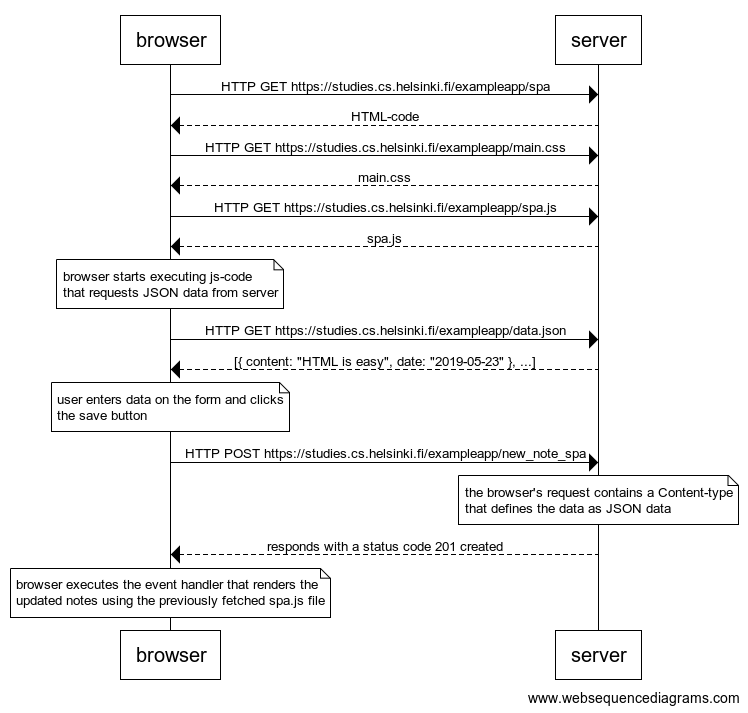 browser
server
HTTP GET https://studies.cs.helsinki.fi/exampleapp/spa
HTML-code
HTTP GET https://studies.cs.helsinki.fi/exampleapp/main.css
main.css
HTTP GET https://studies.cs.helsinki.fi/exampleapp/spa.js
spa.js
browser starts executing js-code
that requests JSON data from server
HTTP GET https://studies.cs.helsinki.fi/exampleapp/data.json
[{ content: "HTML is easy", date: "2019-05-23" }, ...]
user enters data on the form and clicks
the save button
HTTP POST https://studies.cs.helsinki.fi/exampleapp/new_note_spa
the browser's request contains a Content-type
that defines the data as JSON data
responds with a status code 201 created
browser executes the event handler that renders the
updated notes using the previously fetched spa.js file
browser
server
www.websequencediagrams.com